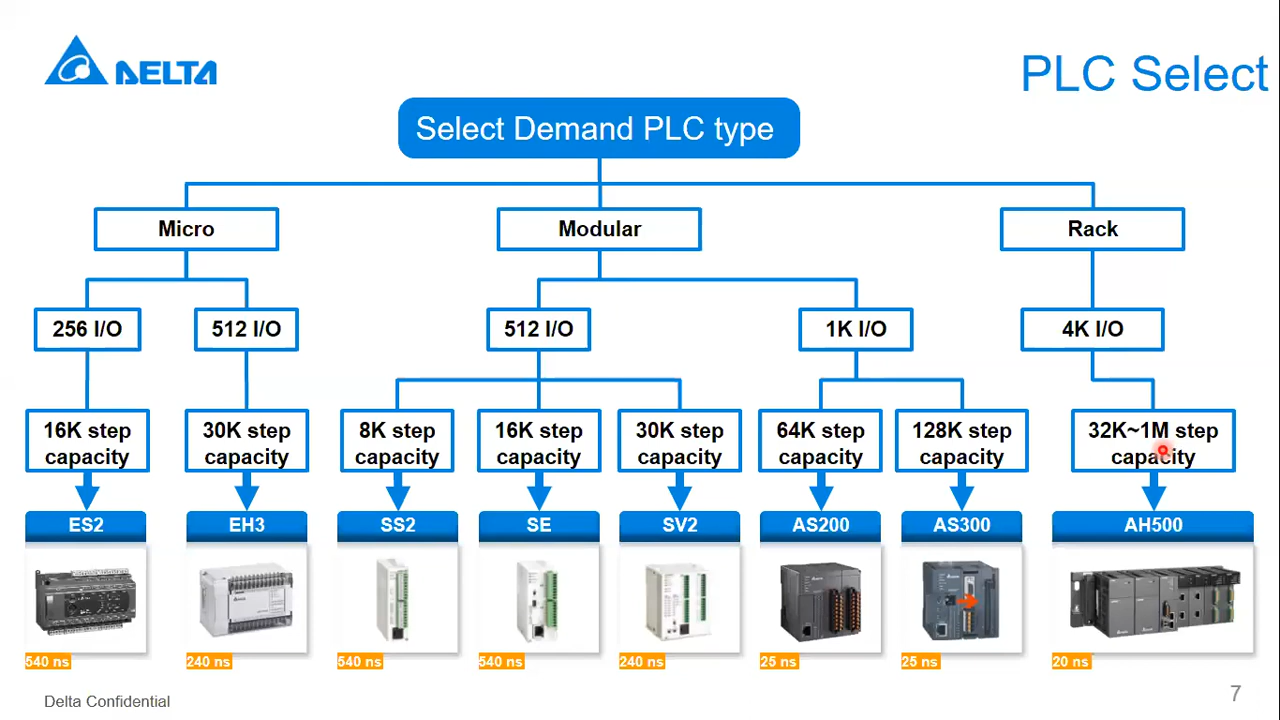 DELTA
PLC Select
Select Demand PLC type
Micro
Modular
Rack
256 I/O
512 I/O
512 I/O
1K I/O
4K I/O
16K step
capacity
30K step
capacity
8K step
capacity
16K step
capacity
30K step
capacity
64K step
capacity
128K step
capacity
32K~1M step
capacity
ES2
EH3
SS2
SE
SV2
AS200
AS300
AH500
540 ns
240 ns
540 ns
540 ns
240 ns
25 ns
25 ns
20 ns
Delta Confidential
7